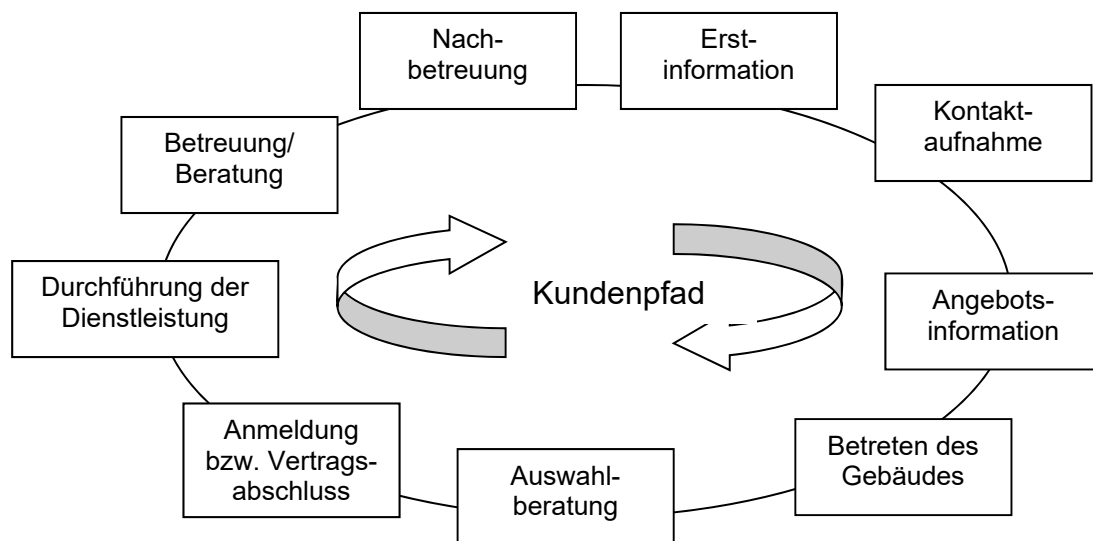 Nach-
betreuung
Erst-
information
Kontakt-
aufnahme
Betreuung/
Beratung
Durchführung der
Dienstleistung
Kundenpfad
Angebots-
information
Anmeldung
bzw. Vertrags-
abschluss
Auswahl-
beratung
Betreten des
Gebäudes